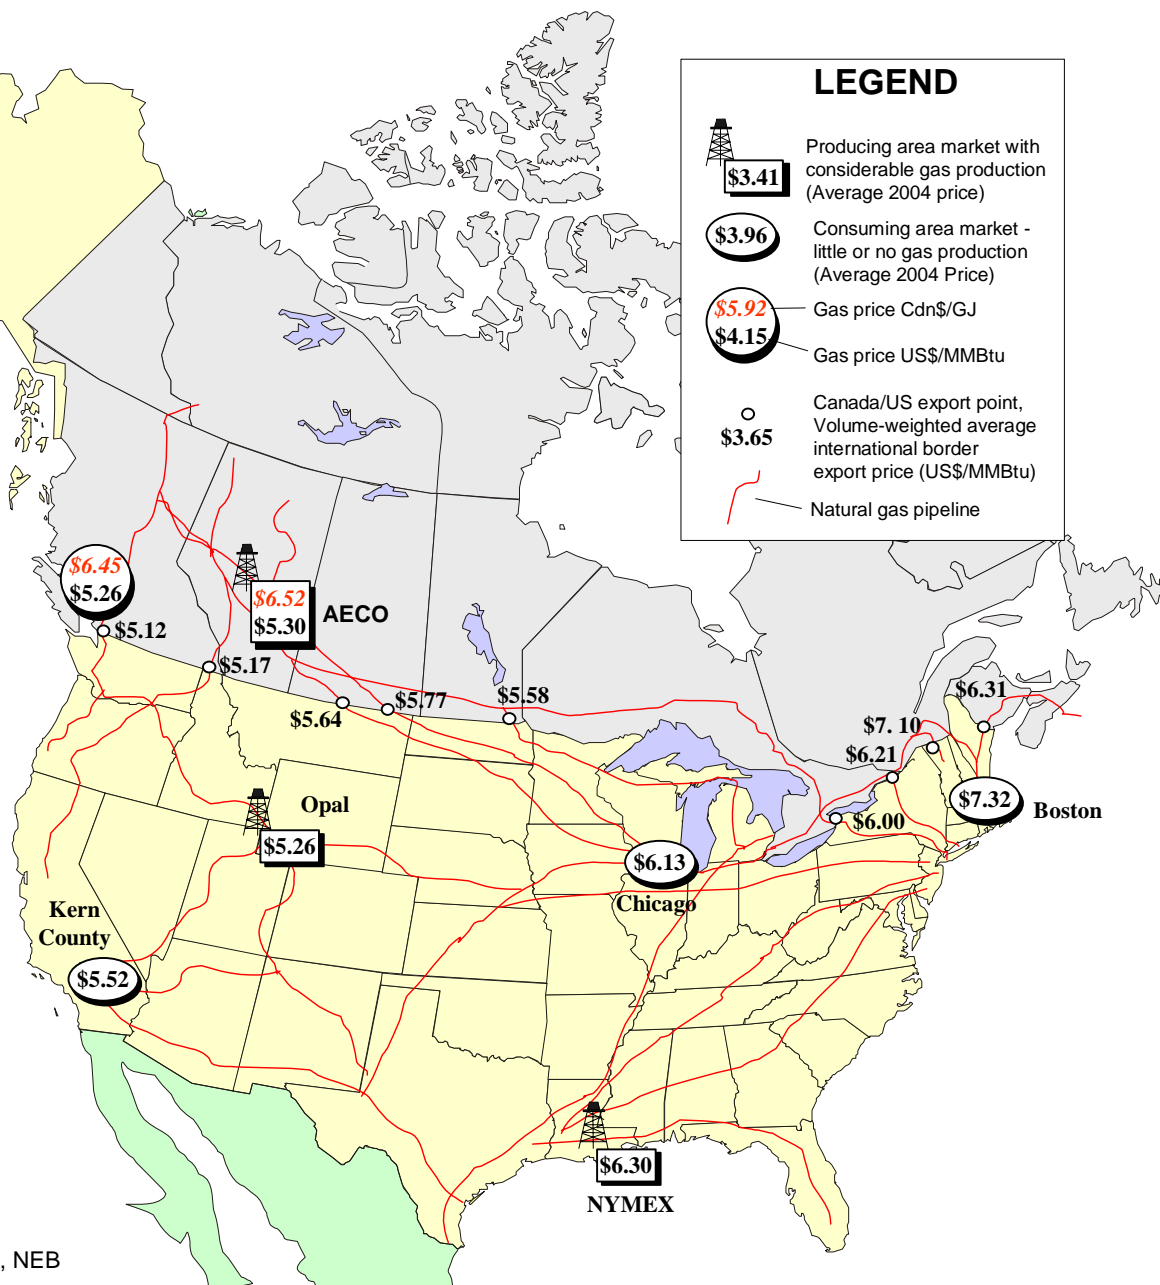 LEGEND
Producing area market with
considerable gas production
(Average 2004 price)
$3.41
Consuming area market -
little or no gas production
(Average 2004 Price)
$3.96
$5.92
Gas price Cdn$/GJ
$4.15
Gas price US$/MMBtu
Canada/US export point,
Volume-weighted average
international border
export price (US$/MMBtu)
$3.65
Natural gas pipeline
$6.45
$5.26
$5.12
$6.52
$5.30
AECO
$5.17
$5.64
$5.77
$5.58
$6.31
$7. 10
$6.21
$6.00
$7.32
Boston
Opal
$5.26
$6.13
Chicago
Kern
County
$5.52
$6.30
NYMEX
, NEB